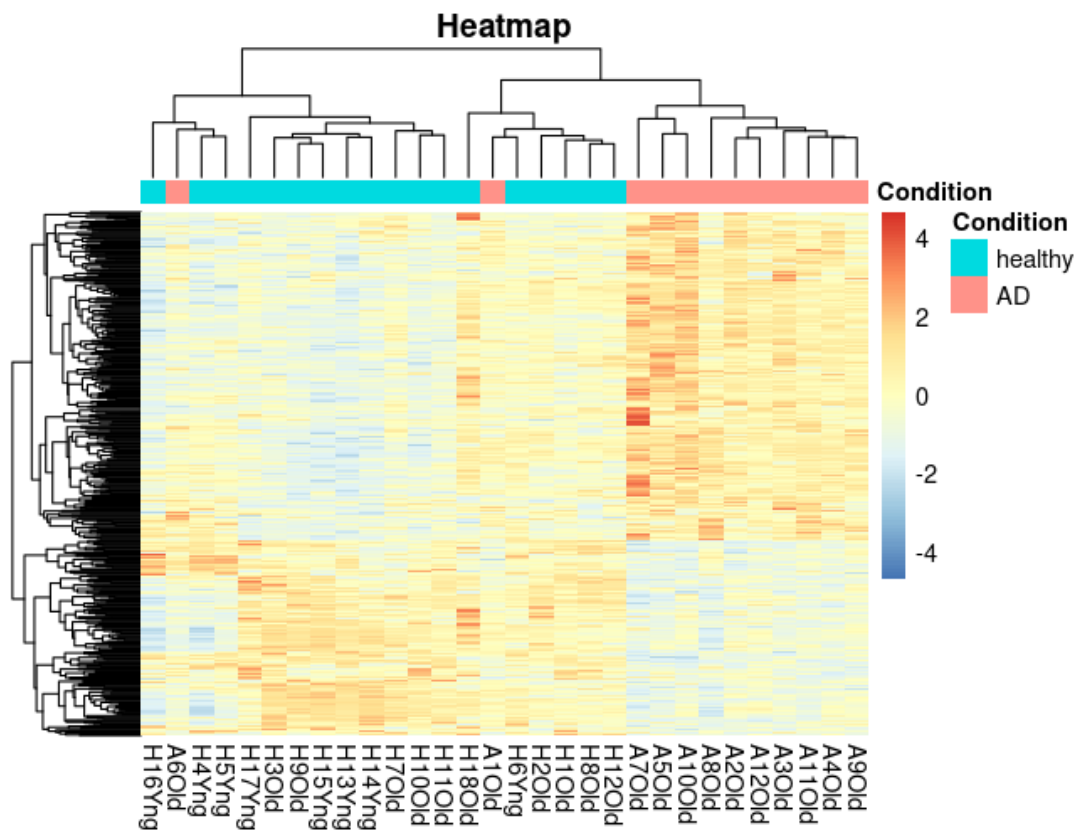 Heatmap
Condition
Condition
healthy
AD
4
2
0
-2
-4
H16Yng
A6Old
H4Yng
H5Yng
H17Yng
H3Old
H9Old
H15Yng
H13Yng
H14Yng
H7Old
H10Old
H11Old
H18Old
A1Old
H6Yng
H2Old
H1Old
H8Old
H12Old
A7Old
A5Old
A10Old
A8Old
A2Old
A12Old
A3Old
A11Old
A4Old
A9Old